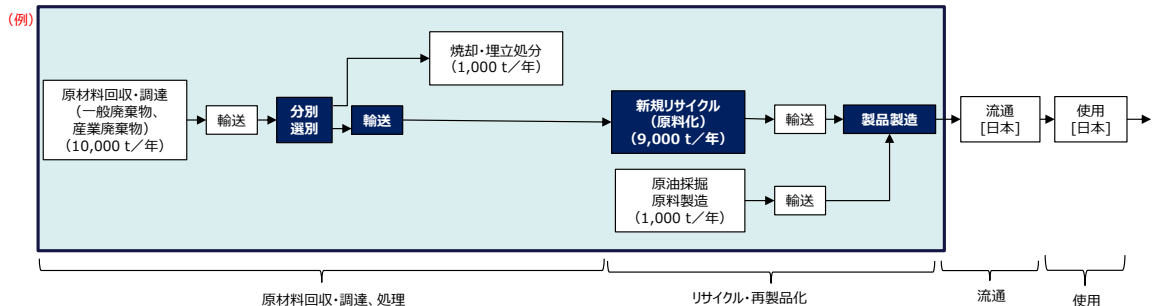 （例）
焼却・埋立処分
（1,000 t／年）
原材料回収・調達
（一般廃棄物、
産業廃棄物）
（10,000 t／年）
輸送
分別
選別
輸送
新規リサイクル
（原料化）
（9,000 t／年）
輸送
製品製造
流通
[日本]
使用
[日本]
原油採掘
原料製造
（1,000 t／年）
輸送
原材料回収・調達、処理
リサイクル・再製品化
流通
使用